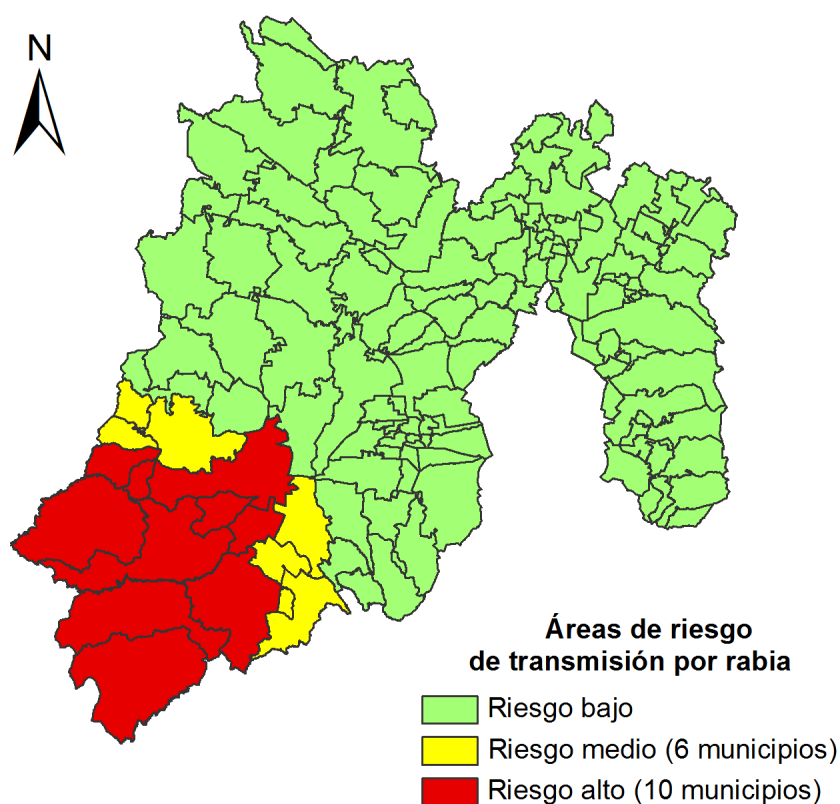 N
Áreas de riesgo
de transmisión por rabia
Riesgo bajo
Riesgo medio (6 municipios)
Riesgo alto (10 municipios)